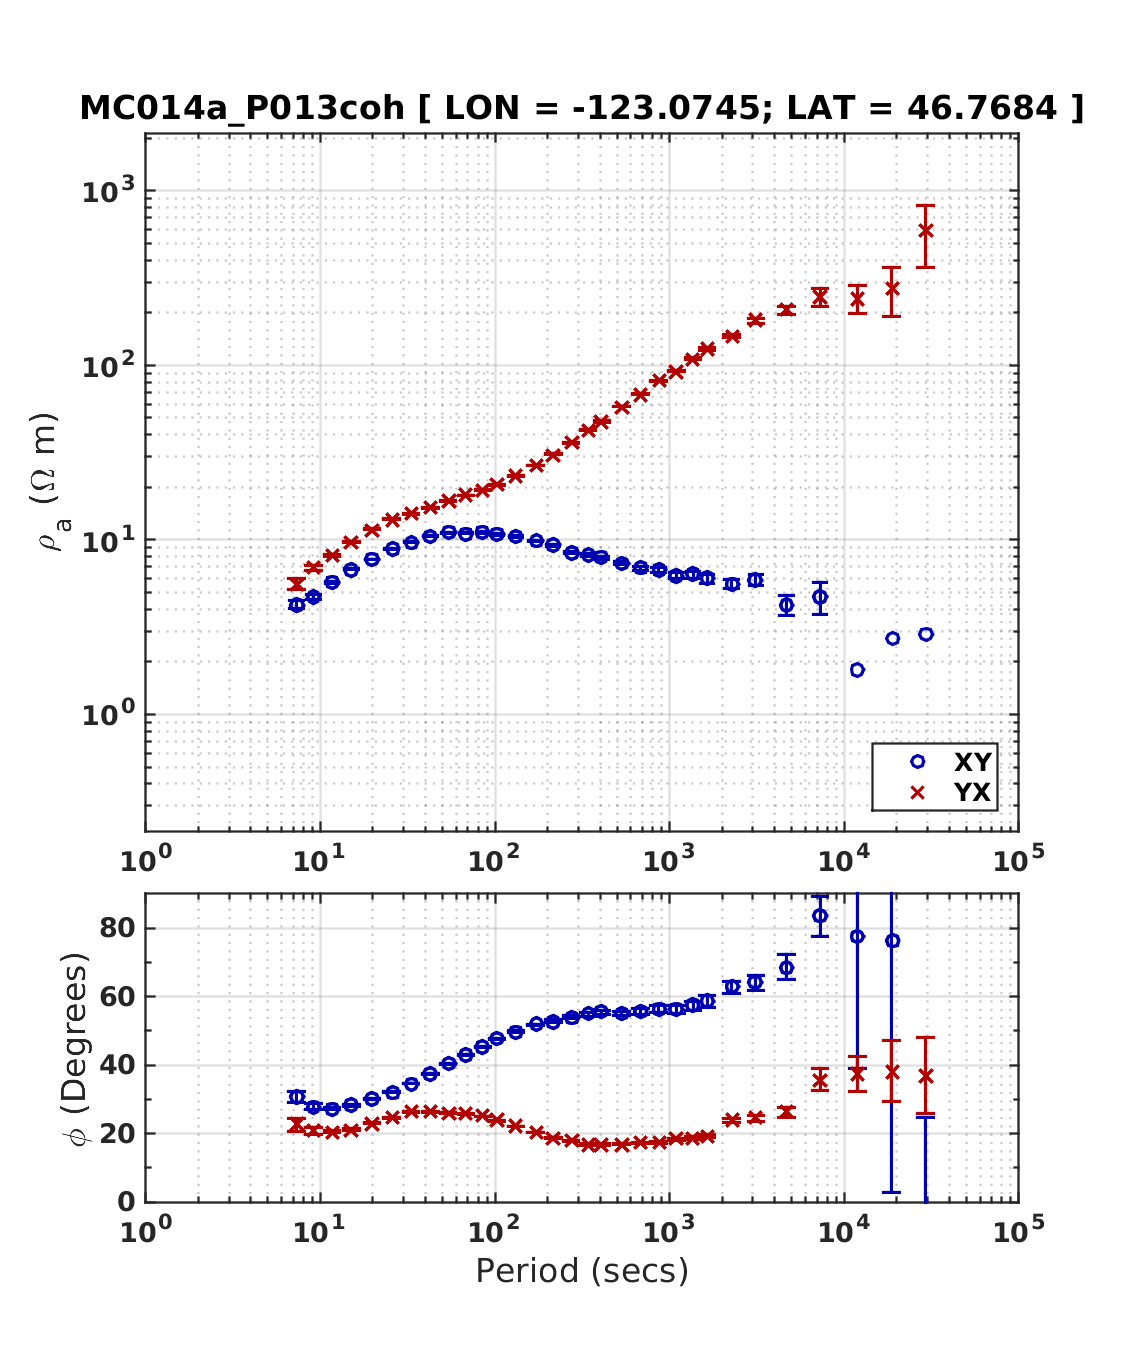 MC014a_P013coh [ LON = -123.0745; LAT = 46.7684 ]
10³
10²
10¹
10⁰
ρₐ (Ω m)
XY
YX
10⁰ 10¹ 10² 10³ 10⁴ 10⁵
80
60
40
20
0
ϕ (Degrees)
10⁰ 10¹ 10² 10³ 10⁴ 10⁵
Period (secs)